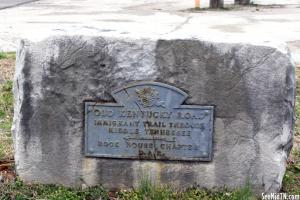 "OLD KENTUCKY ROAD"
IMMIGRANT TRAIL THROUGH
MIDDLE TENNESSEE
ROCK HOUSE CHAPTER
D.A.R.
SeeMidTN.com